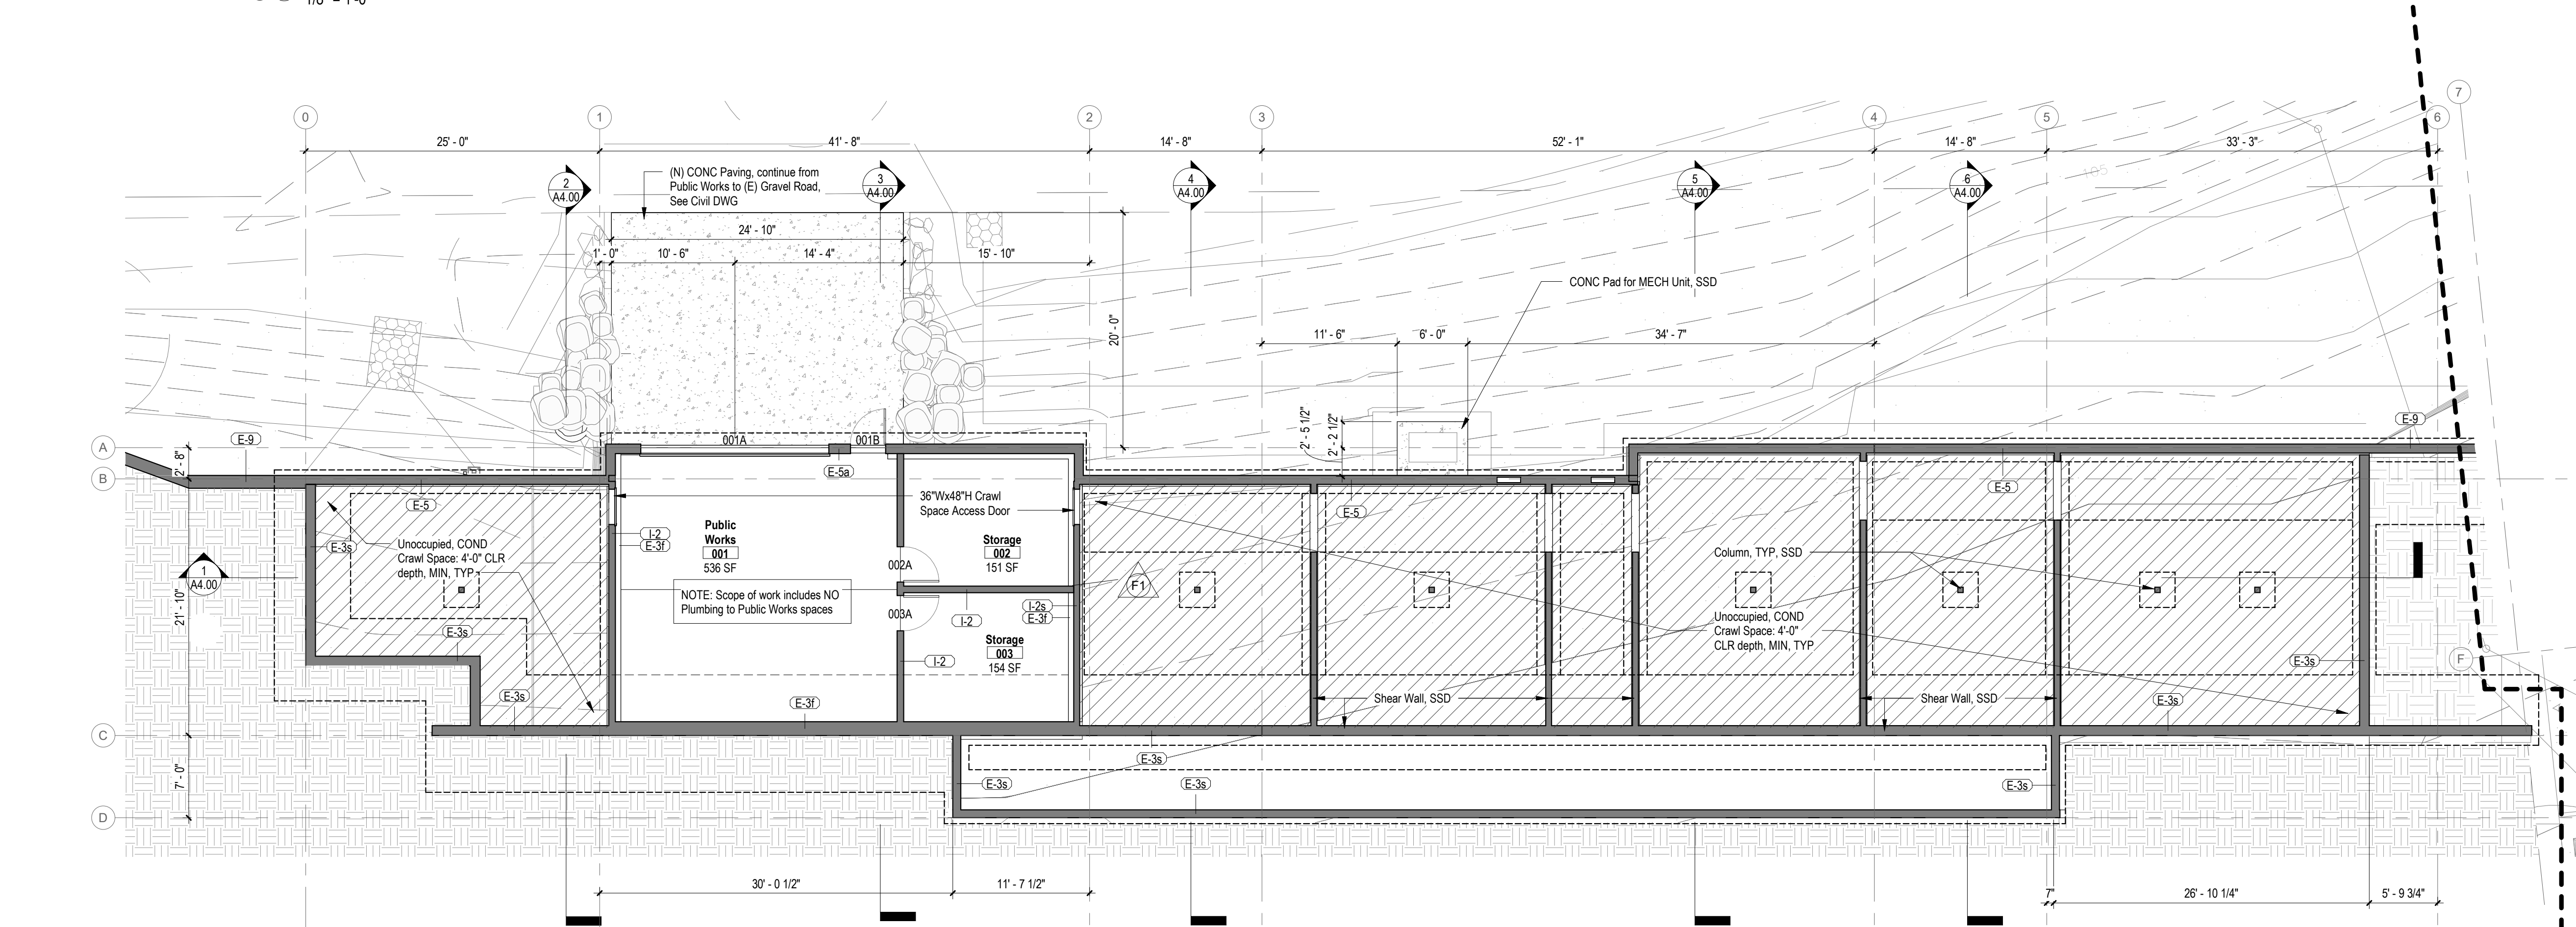 1/8" = 1'-0"
0
1
2
3
4
5
6
7
25' - 0"
41' - 8"
14' - 8"
52' - 1"
14' - 8"
33' - 3"
2
A4.00
3
A4.00
4
A4.00
5
A4.00
6
A4.00
105
(N) CONC Paving, continue from
Public Works to (E) Gravel Road,
See Civil DWG
24' - 10"
1' - 0"
10' - 6"
14' - 4"
15' - 10"
20' - 0"
CONC Pad for MECH Unit, SSD
11' - 6"
6' - 0"
34' - 7"
2' - 5 1/2"
2' - 2 1/2"
A
B
C
D
F
2' - 8"
21' - 10"
7' - 0"
E-9
E-9
001A
001B
E-5a
E-5
E-5
E-5
36"Wx48"H Crawl
Space Access Door
Public
Works
001
536 SF
I-2
E-3f
NOTE: Scope of work includes NO
Plumbing to Public Works spaces
Storage
002
151 SF
002A
003A
I-2
I-2s
E-3f
Storage
003
154 SF
I-2
E-3f
E-3s
Unoccupied, COND
Crawl Space: 4'-0" CLR
depth, MIN, TYP
1
A4.00
E-3s
E-3s
F1
Column, TYP, SSD
Unoccupied, COND
Crawl Space: 4'-0"
CLR depth, MIN, TYP
Shear Wall, SSD
Shear Wall, SSD
E-3s
E-3s
E-3s
E-3s
E-3s
E-3s
30' - 0 1/2"
11' - 7 1/2"
7"
26' - 10 1/4"
5' - 9 3/4"